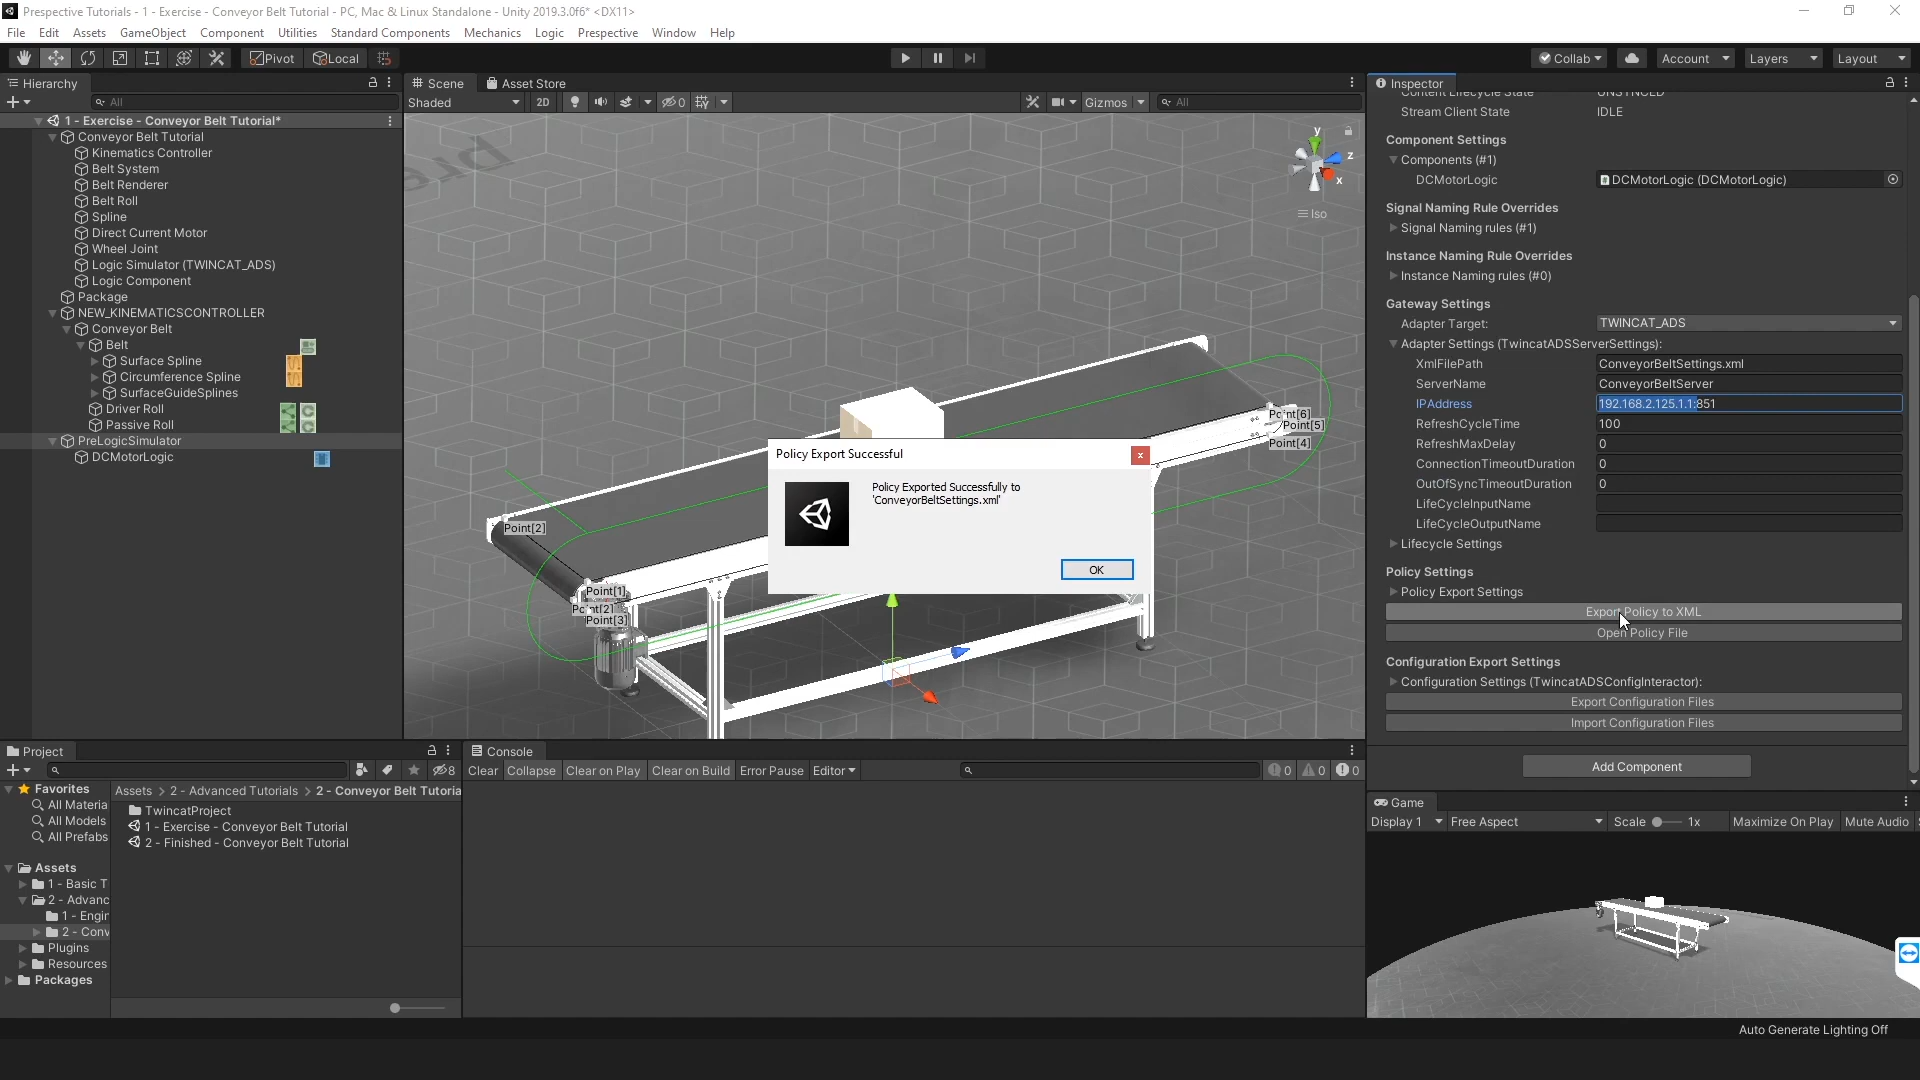 Prespective Tutorials - 1 - Exercise - Conveyor Belt Tutorial - PC, Mac & Linux Standalone - Unity 2019.3.0f6* <DX11>
File Edit Assets GameObject Component Utilities Standard Components Mechanics Logic Prespective Window Help
Pivot Local Collab Account Layers Layout
Hierarchy
All
1 - Exercise - Conveyor Belt Tutorial*
Conveyor Belt Tutorial
Kinematics Controller
Belt System
Belt Renderer
Belt Roll
Spline
Direct Current Motor
Wheel Joint
Logic Simulator (TWINCAT_ADS)
Logic Component
Package
NEW_KINEMATICSCONTROLLER
Conveyor Belt
Belt
Surface Spline
Circumference Spline
SurfaceGuideSplines
Driver Roll
Passive Roll
PreLogicSimulator
DCMotorLogic
Scene Asset Store
Shaded 2D 0 Gizmos All
y
z
x
Iso
Point[6]
Point[5]
Point[4]
Point[2]
Point[1]
Point[2]
Point[3]
Policy Export Successful
x
Policy Exported Successfully to
'ConveyorBeltSettings.xml'
OK
Inspector
Content Lifecycle State UNSYNCED
Stream Client State IDLE
Component Settings
Components (#1)
DCMotorLogic DCMotorLogic (DCMotorLogic)
Signal Naming Rule Overrides
Signal Naming rules (#1)
Instance Naming Rule Overrides
Instance Naming rules (#0)
Gateway Settings
Adapter Target: TWINCAT_ADS
Adapter Settings (TwincatADSServerSettings):
XmlFilePath ConveyorBeltSettings.xml
ServerName ConveyorBeltServer
IPAddress 192.168.2.125.1.1:851
RefreshCycleTime 100
RefreshMaxDelay 0
ConnectionTimeoutDuration 0
OutOfSyncTimeoutDuration 0
LifeCycleInputName
LifeCycleOutputName
Lifecycle Settings
Policy Settings
Policy Export Settings
Export Policy to XML
Open Policy File
Configuration Export Settings
Configuration Settings (TwincatADSConfigInteractor):
Export Configuration Files
Import Configuration Files
Add Component
Project
8
Favorites
All Materia
All Models
All Prefabs
Assets
1 - Basic T
2 - Advanc
1 - Engin
2 - Conv
Plugins
Resources
Packages
Assets > 2 - Advanced Tutorials > 2 - Conveyor Belt Tutoria
TwincatProject
1 - Exercise - Conveyor Belt Tutorial
2 - Finished - Conveyor Belt Tutorial
Console
Clear Collapse Clear on Play Clear on Build Error Pause Editor 0 0 0
Game
Display 1 Free Aspect Scale 1x Maximize On Play Mute Audio
Auto Generate Lighting Off